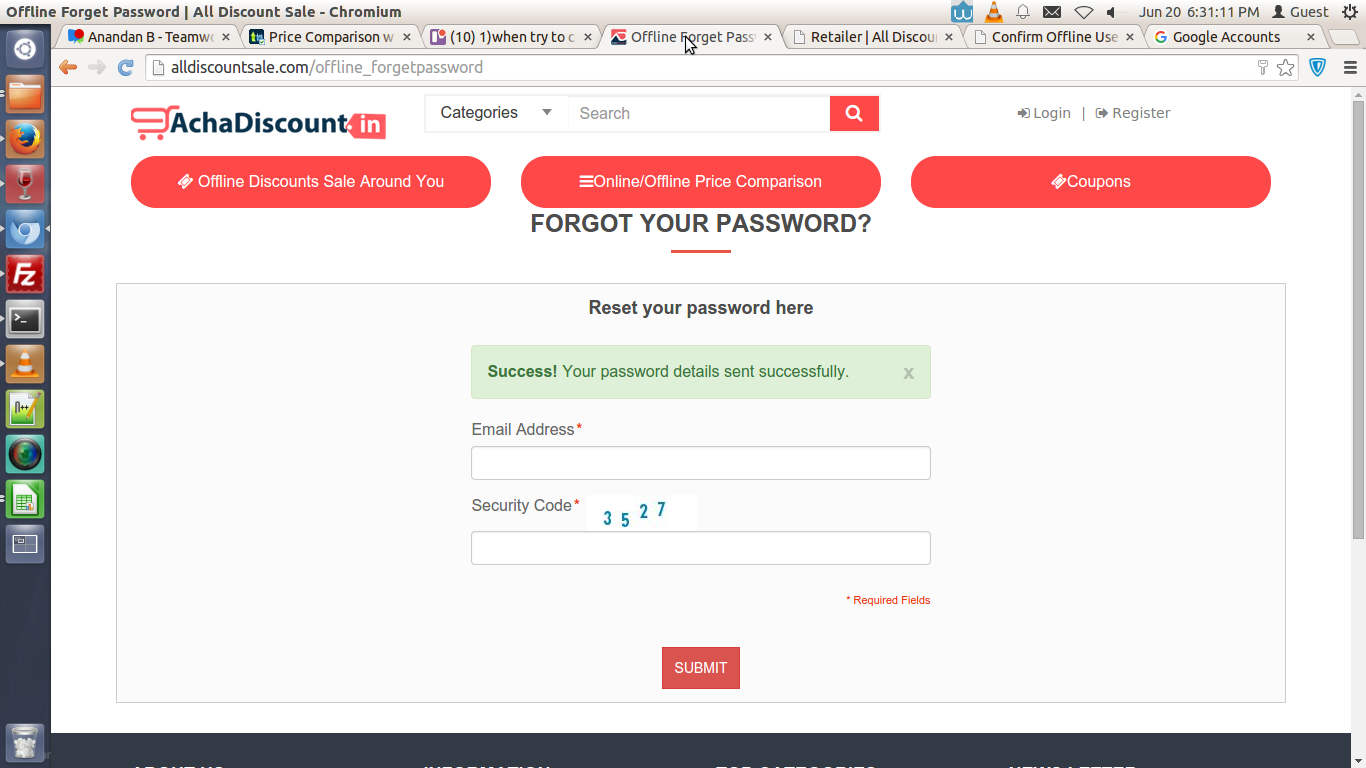 Offline Forget Password | All Discount Sale - Chromium
Jun 20 6:31:11 PM Guest
Anandan B - Teamw
Price Comparison w
(10) 1)when try to c
Offline Forget Pass
Retailer | All Discou
Confirm Offline Use
Google Accounts
alldiscountsale.com/offline_forgetpassword
AchaDiscount in
Categories
Search
Login | Register
Offline Discounts Sale Around You
Online/Offline Price Comparison
Coupons
FORGOT YOUR PASSWORD?
Reset your password here
Success! Your password details sent successfully. x
Email Address*
Security Code* 3 5 2 7
* Required Fields
SUBMIT